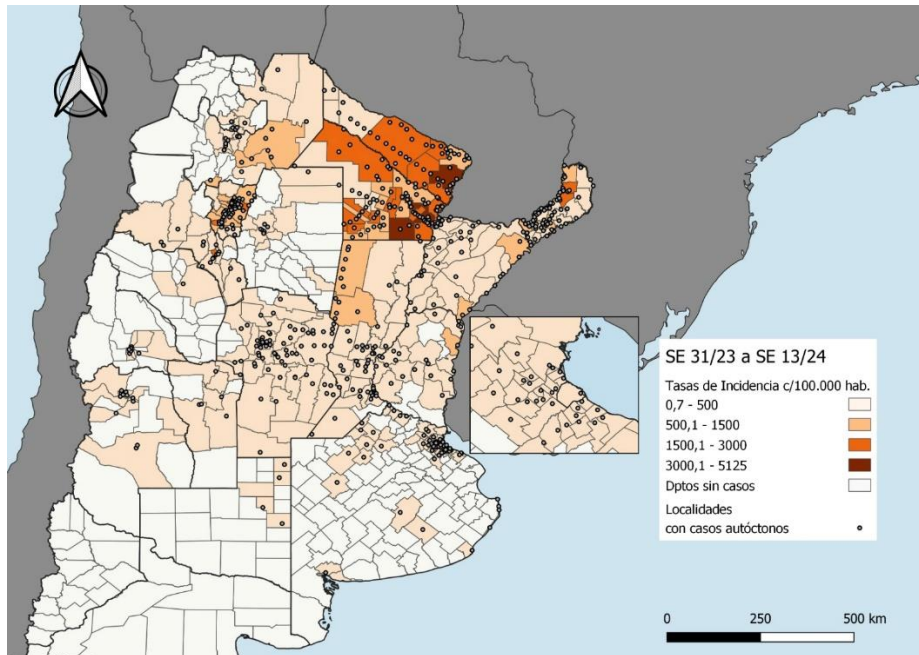 SE 31/23 a SE 13/24
Tasas de Incidencia c/100.000 hab.
0,7 - 500
500,1 - 1500
1500,1 - 3000
3000,1 - 5125
Dptos sin casos
Localidades
con casos autóctonos
0 250 500 km